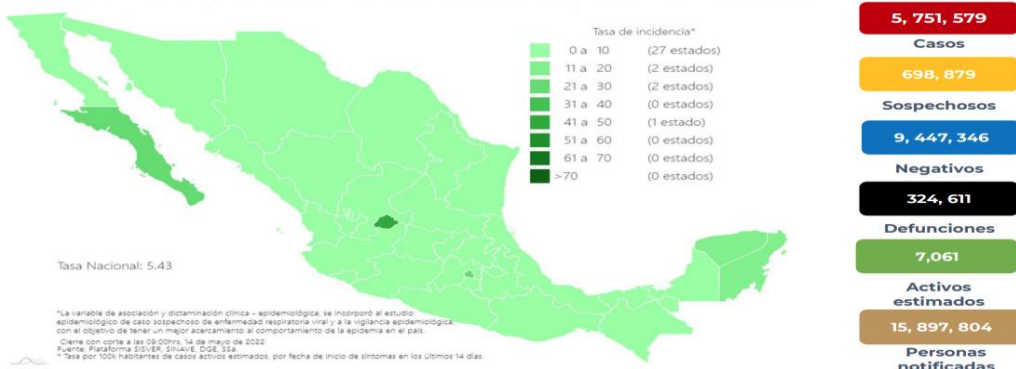 Tasa de incidencia*
0 a 10 (27 estados)
11 a 20 (2 estados)
21 a 30 (2 estados)
31 a 40 (0 estados)
41 a 50 (1 estado)
51 a 60 (0 estados)
61 a 70 (0 estados)
>70 (0 estados)
Tasa Nacional: 5.43
*La variable de asociación y dictaminación clínica - epidemiológica, se incorporó al estudio
epidemiológico de caso sospechoso de enfermedad respiratoria viral y a la vigilancia epidemiológica,
con el objetivo de tener un mejor acercamiento al comportamiento de la epidemia en el país.
Cierre con corte a las 09:00hrs, 14 de mayo de 2022
Fuente: Plataforma SISVER, SINAVE, DGE, SSa.
* Tasa por 100k habitantes de casos activos estimados, por fecha de inicio de síntomas en los últimos 14 días.
5, 751, 579
Casos
698, 879
Sospechosos
9, 447, 346
Negativos
324, 611
Defunciones
7,061
Activos
estimados
15, 897, 804
Personas
notificadas